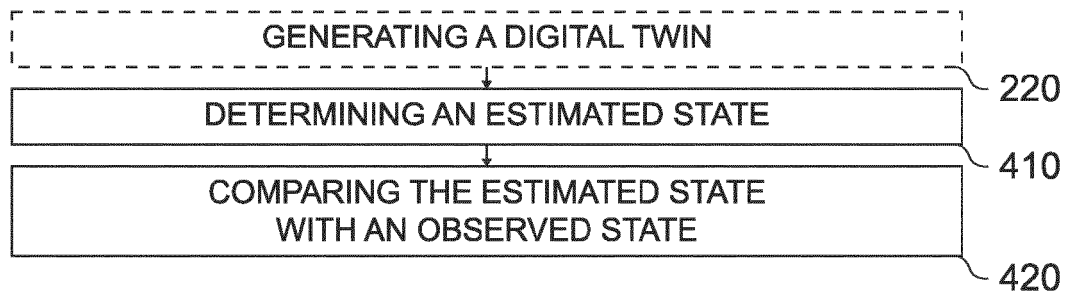 GENERATING A DIGITAL TWIN
220
DETERMINING AN ESTIMATED STATE
410
COMPARING THE ESTIMATED STATE
WITH AN OBSERVED STATE
420